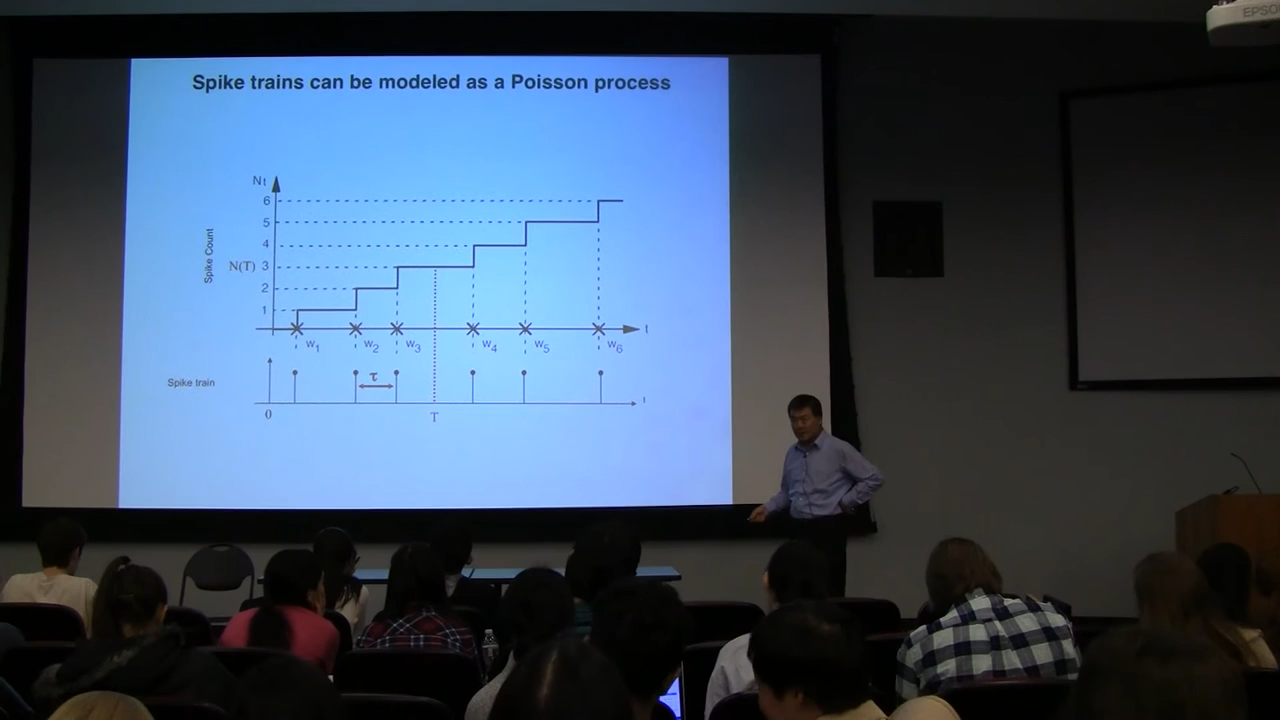 Spike trains can be modeled as a Poisson process
Nt
6
5
4
N(T) 3
2
1
Spike Count
w1 w2 w3 w4 w5 w6
t
Spike train
τ
t
0
T
EPSO